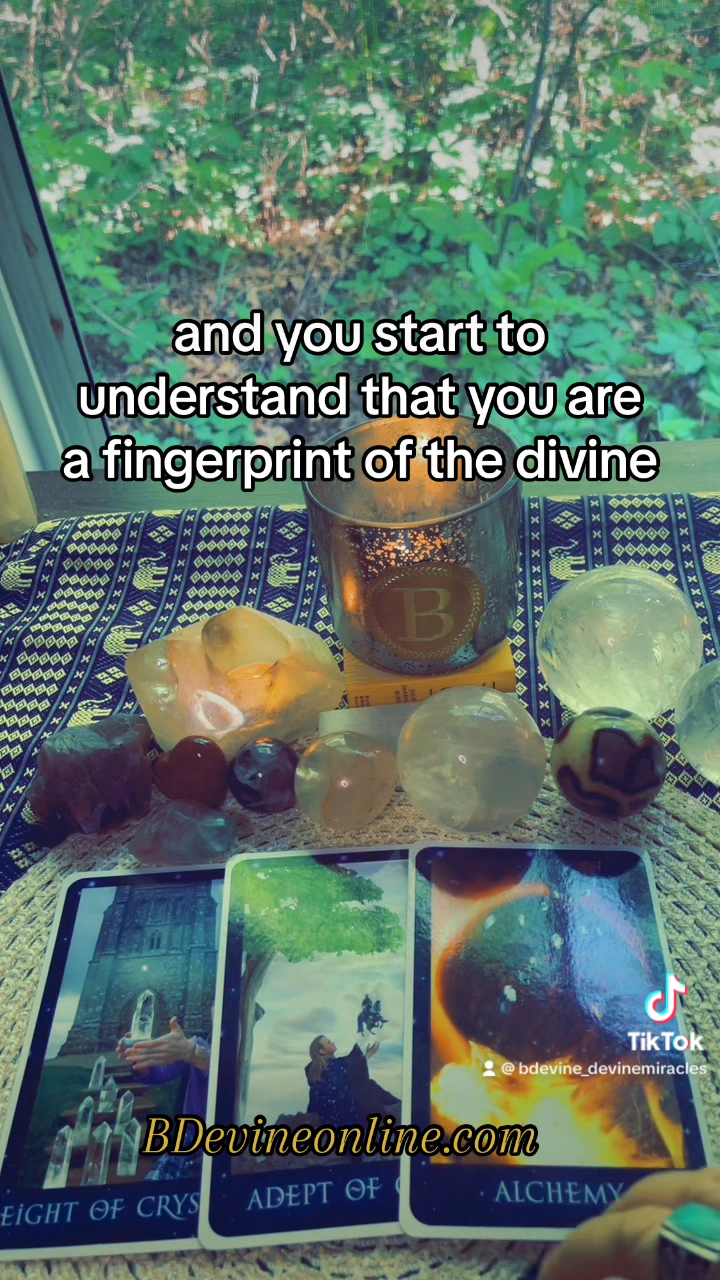 and you start to
understand that you are
a fingerprint of the divine
B
TikTok
@bdevine_devinemiracles
BDevineonline.com
EIGHT OF CRYS
ADEPT OF
ALCHEMY